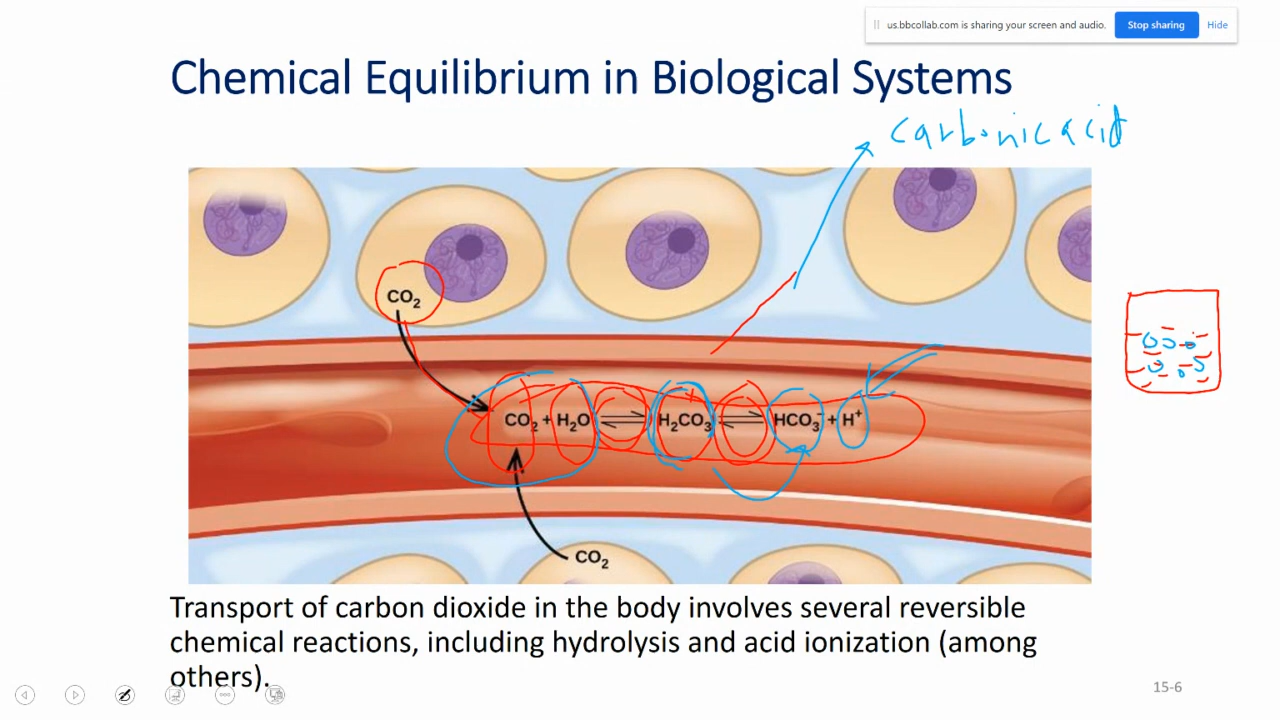 us.bbcollab.com is sharing your screen and audio. Stop sharing Hide
Chemical Equilibrium in Biological Systems
carbonic acid
CO₂
CO₂ + H₂O ⇌ H₂CO₃ ⇌ HCO₃⁻ + H⁺
CO₂
Transport of carbon dioxide in the body involves several reversible
chemical reactions, including hydrolysis and acid ionization (among
others).
15-6